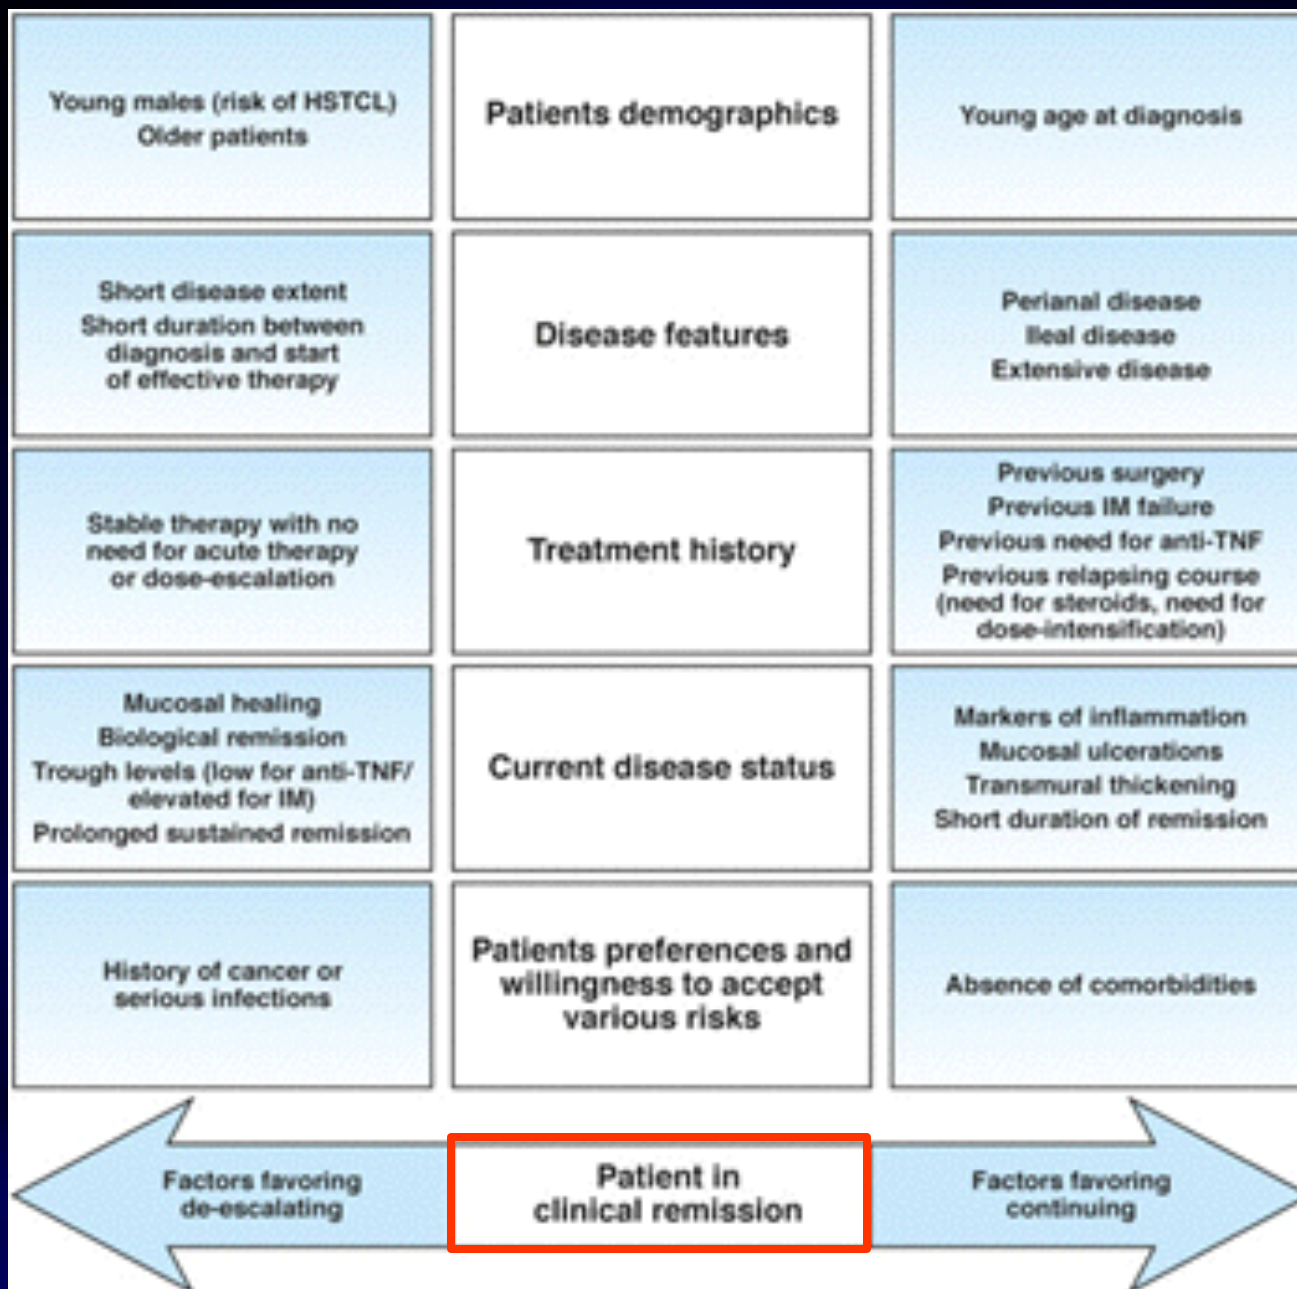 Young males (risk of HSTCL)
Older patients
Patients demographics
Young age at diagnosis
Short disease extent
Short duration between
diagnosis and start
of effective therapy
Disease features
Perianal disease
Ileal disease
Extensive disease
Stable therapy with no
need for acute therapy
or dose-escalation
Treatment history
Previous surgery
Previous IM failure
Previous need for anti-TNF
Previous relapsing course
(need for steroids, need for
dose-intensification)
Mucosal healing
Biological remission
Trough levels (low for anti-TNF/
elevated for IM)
Prolonged sustained remission
Current disease status
Markers of inflammation
Mucosal ulcerations
Transmural thickening
Short duration of remission
History of cancer or
serious infections
Patients preferences and
willingness to accept
various risks
Absence of comorbidities
Factors favoring
de-escalating
Patient in
clinical remission
Factors favoring
continuing